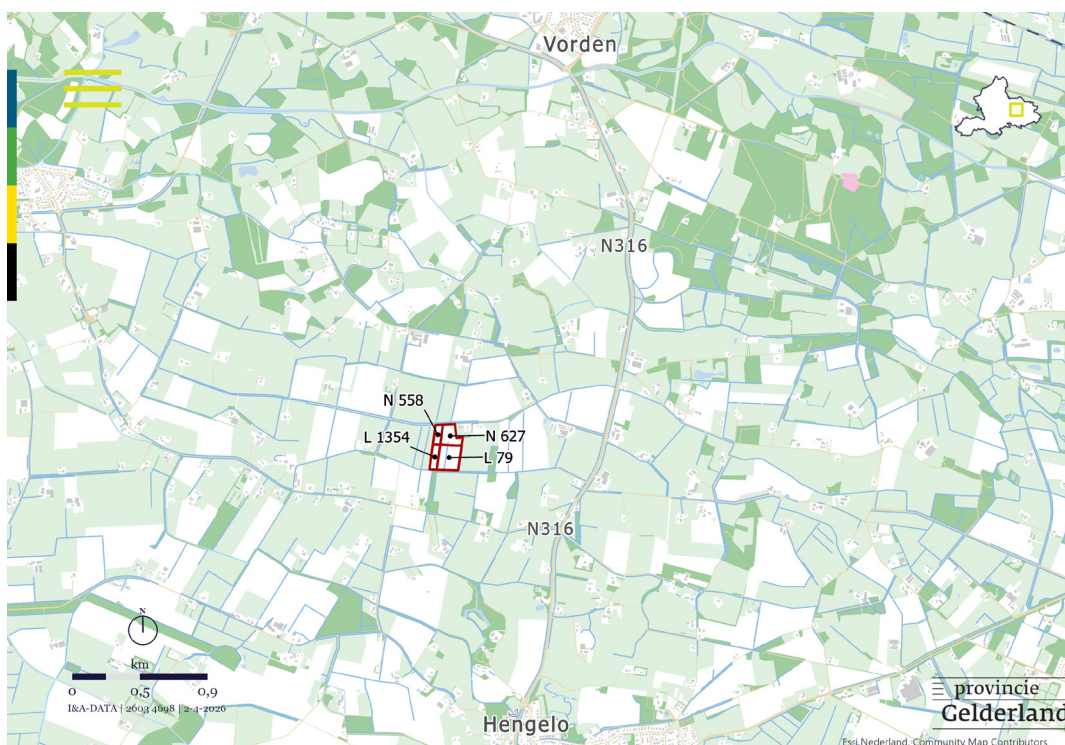 Vorden
N316
N 558
L 1354
N 627
L 79
N316
N
km
0
0,5
0,9
I&A-DATA | 2603 4698 | 2-4-2026
Hengelo
provincie
Gelderland
Esri Nederland, Community Map Contributors